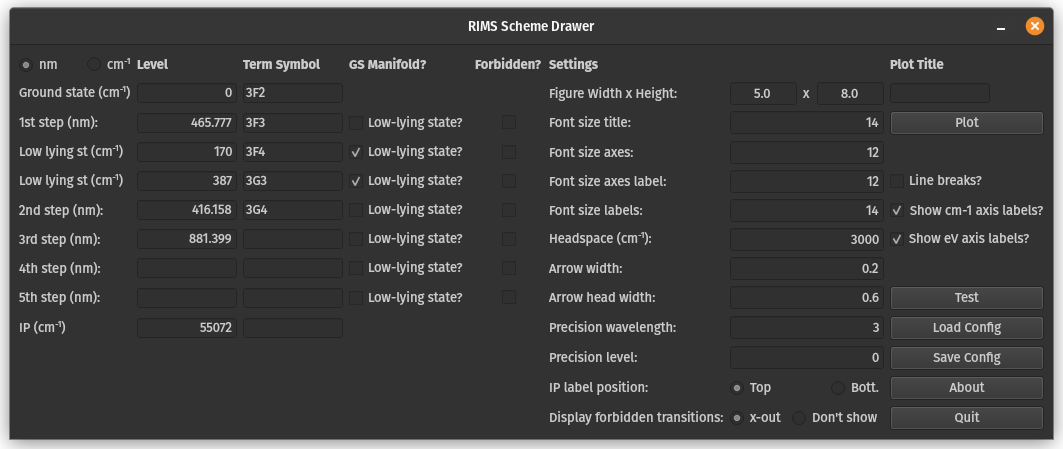 RIMS Scheme Drawer
nm cm⁻¹ Level Term Symbol GS Manifold? Forbidden? Settings Plot Title
Ground state (cm⁻¹) 0 3F2 Figure Width x Height: 5.0 x 8.0
1st step (nm): 465.777 3F3 Low-lying state? Font size title: 14 Plot
Low lying st (cm⁻¹) 170 3F4 Low-lying state? Font size axes: 12
Low lying st (cm⁻¹) 387 3G3 Low-lying state? Font size axes label: 12 Line breaks?
2nd step (nm): 416.158 3G4 Low-lying state? Font size labels: 14 Show cm-1 axis labels?
3rd step (nm): 881.399 Low-lying state? Headspace (cm⁻¹): 3000 Show eV axis labels?
4th step (nm): Low-lying state? Arrow width: 0.2
5th step (nm): Low-lying state? Arrow head width: 0.6 Test
IP (cm⁻¹) 55072 Precision wavelength: 3 Load Config
Precision level: 0 Save Config
IP label position: Top Bott. About
Display forbidden transitions: x-out Don't show Quit